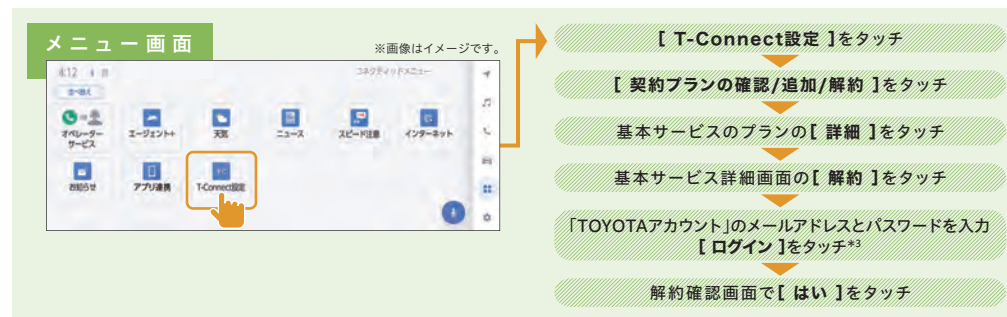 メニュー画面
※画像はイメージです。
4:12
コネクティッドメニュー
並べ替え
オペレーター
サービス
エージェント+
天気
ニュース
スピード注意
インターネット
お知らせ
アプリ連携
T-Connect設定
[ T-Connect設定 ]をタッチ
[ 契約プランの確認/追加/解約 ]をタッチ
基本サービスのプランの[ 詳細 ]をタッチ
基本サービス詳細画面の[ 解約 ]をタッチ
「TOYOTAアカウント」のメールアドレスとパスワードを入力
[ ログイン ]をタッチ*3
解約確認画面で[ はい ]をタッチ